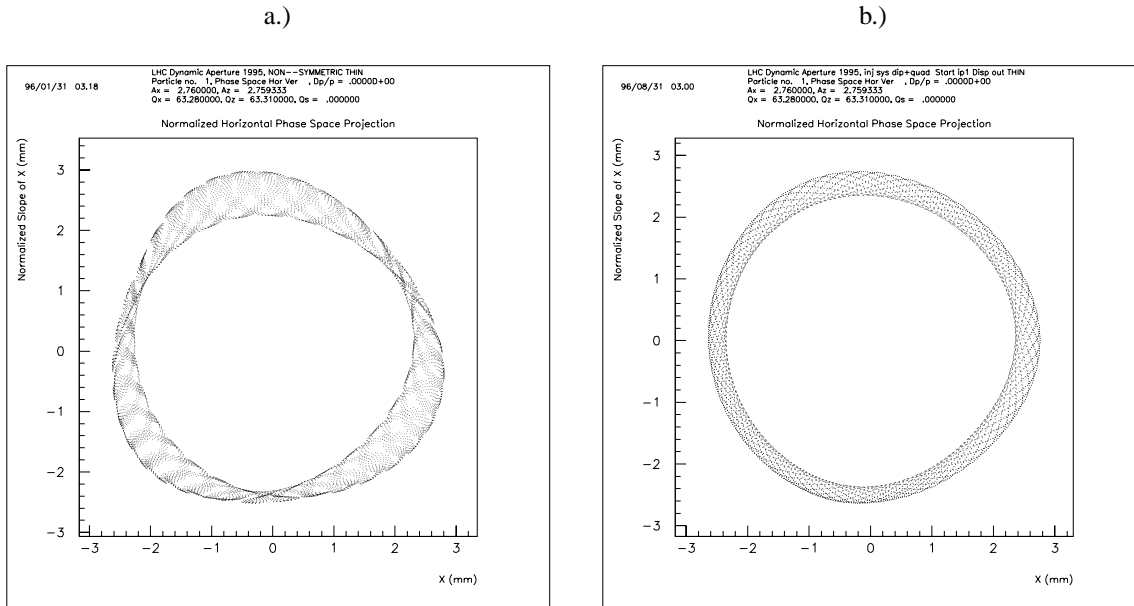 a.)
96/01/31 03.18
LHC Dynamic Aperture 1995, NON--SYMMETRIC THIN
Particle no. 1, Phase Space Hor Ver , Dp/p = .0000D+00
Ax = 2.760000, Az = 2.759333
Qx = 63.280000, Qz = 63.310000, Qs = .000000
Normalized Horizontal Phase Space Projection
Normalized Slope of X (mm)
3
2
1
0
−1
−2
−3
−3 −2 −1 0 1 2 3
X (mm)
b.)
96/08/31 03.00
LHC Dynamic Aperture 1995, inj sys dip+quad Start ip1 Disp out THIN
Particle no. 1, Phase Space Hor Ver , Dp/p = .0000D+00
Ax = 2.760000, Az = 2.759333
Qx = 63.280000, Qz = 63.310000, Qs = .000000
Normalized Horizontal Phase Space Projection
Normalized Slope of X (mm)
3
2
1
0
−1
−2
−3
−3 −2 −1 0 1 2 3
X (mm)